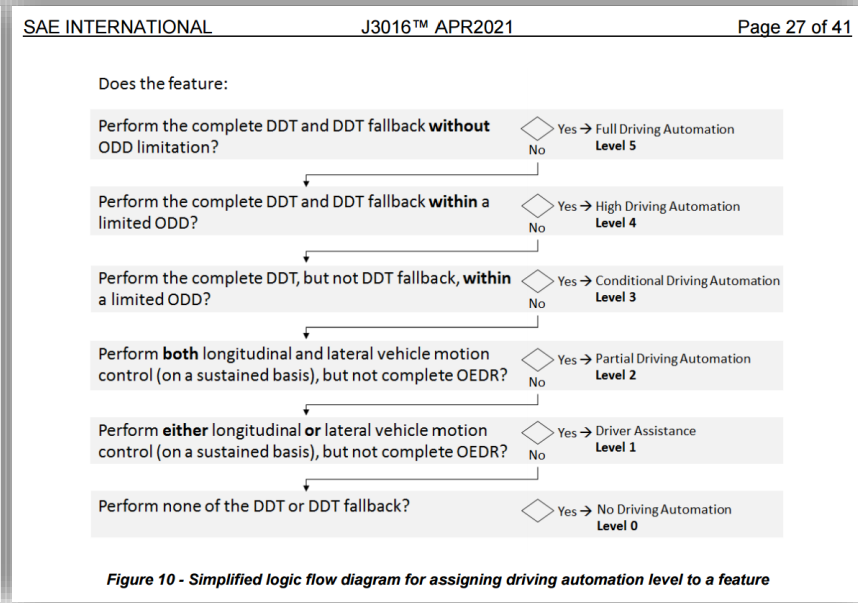 SAE INTERNATIONAL J3016™ APR2021 Page 27 of 41
Does the feature:
Perform the complete DDT and DDT fallback without
ODD limitation?
Yes → Full Driving Automation
Level 5
No
Perform the complete DDT and DDT fallback within a
limited ODD?
Yes → High Driving Automation
Level 4
No
Perform the complete DDT, but not DDT fallback, within
a limited ODD?
Yes → Conditional Driving Automation
Level 3
No
Perform both longitudinal and lateral vehicle motion
control (on a sustained basis), but not complete OEDR?
Yes → Partial Driving Automation
Level 2
No
Perform either longitudinal or lateral vehicle motion
control (on a sustained basis), but not complete OEDR?
Yes → Driver Assistance
Level 1
No
Perform none of the DDT or DDT fallback?
Yes → No Driving Automation
Level 0
Figure 10 - Simplified logic flow diagram for assigning driving automation level to a feature